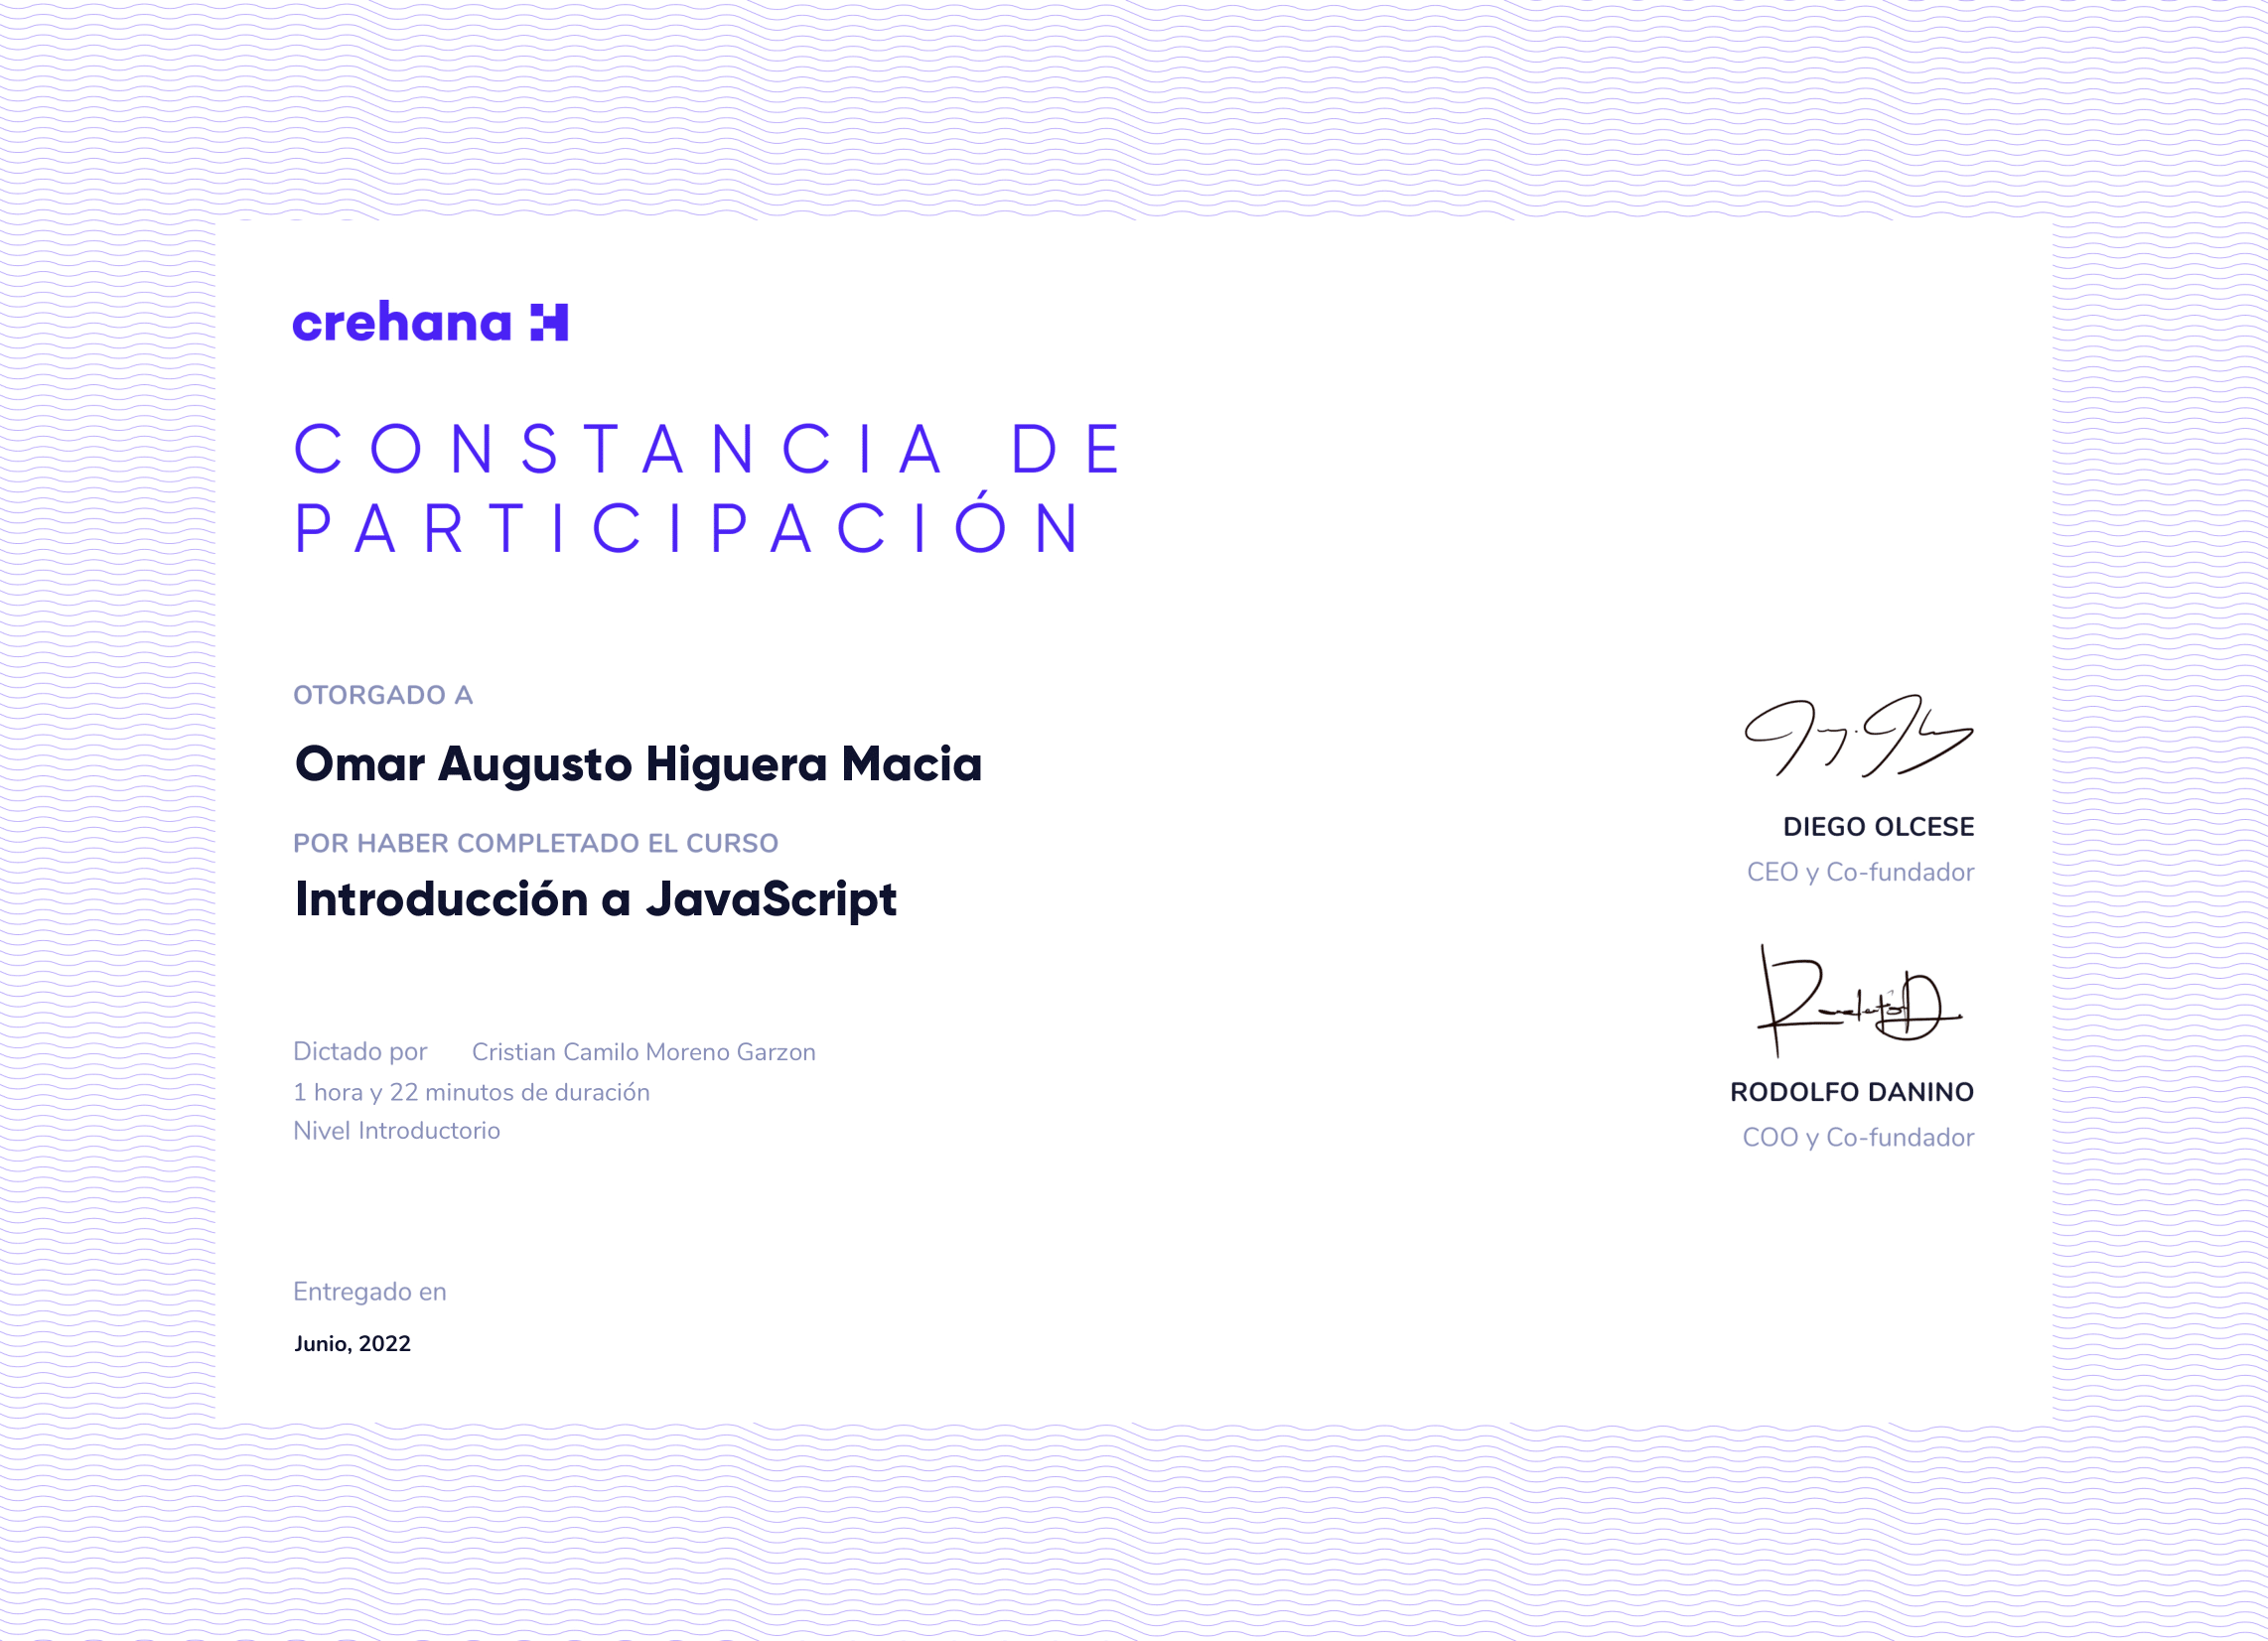 crehana
CONSTANCIA DE
PARTICIPACIÓN
OTORGADO A
Omar Augusto Higuera Macia
POR HABER COMPLETADO EL CURSO
Introducción a JavaScript
Dictado por Cristian Camilo Moreno Garzon
1 hora y 22 minutos de duración
Nivel Introductorio
Entregado en
Junio, 2022
DIEGO OLCESE
CEO y Co-fundador
RODOLFO DANINO
COO y Co-fundador